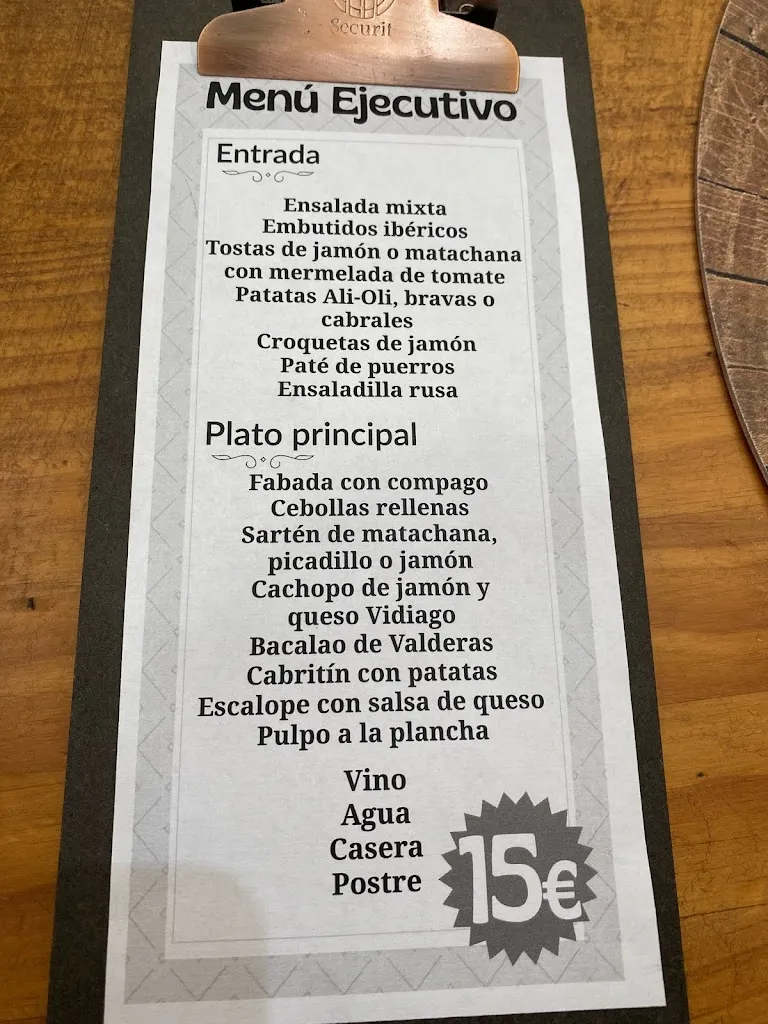 Securit
Menú Ejecutivo
Entrada
Ensalada mixta
Embutidos ibéricos
Tostas de jamón o matachana
con mermelada de tomate
Patatas Ali-Oli, bravas o
cabrales
Croquetas de jamón
Paté de puerros
Ensaladilla rusa
Plato principal
Fabada con compago
Cebollas rellenas
Sartén de matachana,
picadillo o jamón
Cachopo de jamón y
queso Vidiago
Bacalao de Valderas
Cabritín con patatas
Escalope con salsa de queso
Pulpo a la plancha
Vino
Agua
Casera
Postre
15€